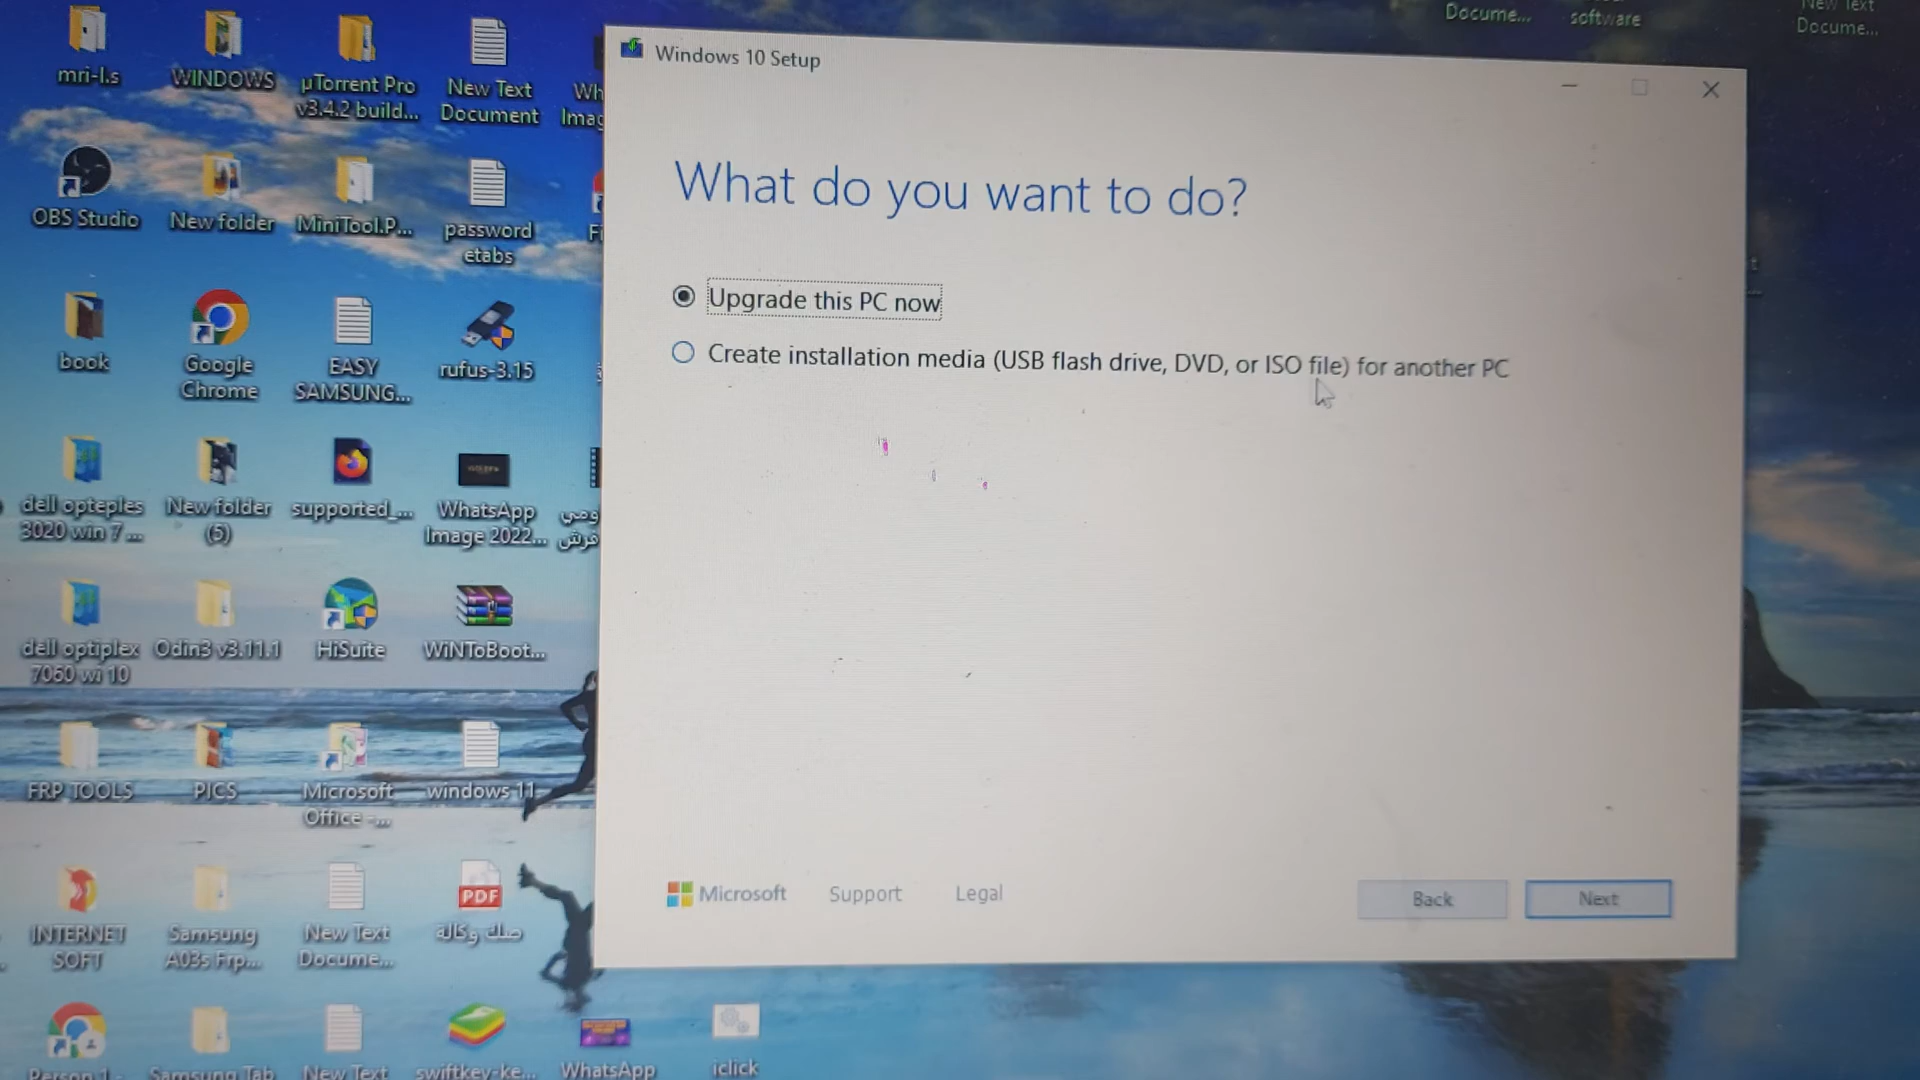 mri-l.s
WINDOWS
µTorrent Pro
v3.4.2 build...
New Text
Document
Docume...
software
New Text
Docume...
OBS Studio
New folder
MiniTool.P...
password
etabs
book
Google
Chrome
EASY
SAMSUNG...
rufus-3.15
dell opteples
3020 win 7 ...
New folder
(5)
supported_...
WhatsApp
Image 2022...
dell optiplex
7060 wi 10
Odin3 v3.11.1
HiSuite
WiNToBoot...
FRP TOOLS
PICS
Microsoft
Office -...
windows 11
INTERNET
SOFT
Samsung
A03s Frp...
New Text
Docume...
PDF
صك وكالة
Person 1 -
Samsung Tab
New Text
swiftkey-ke...
WhatsApp
iclick
Windows 10 Setup
What do you want to do?
Upgrade this PC now
Create installation media (USB flash drive, DVD, or ISO file) for another PC
Microsoft
Support
Legal
Back
Next